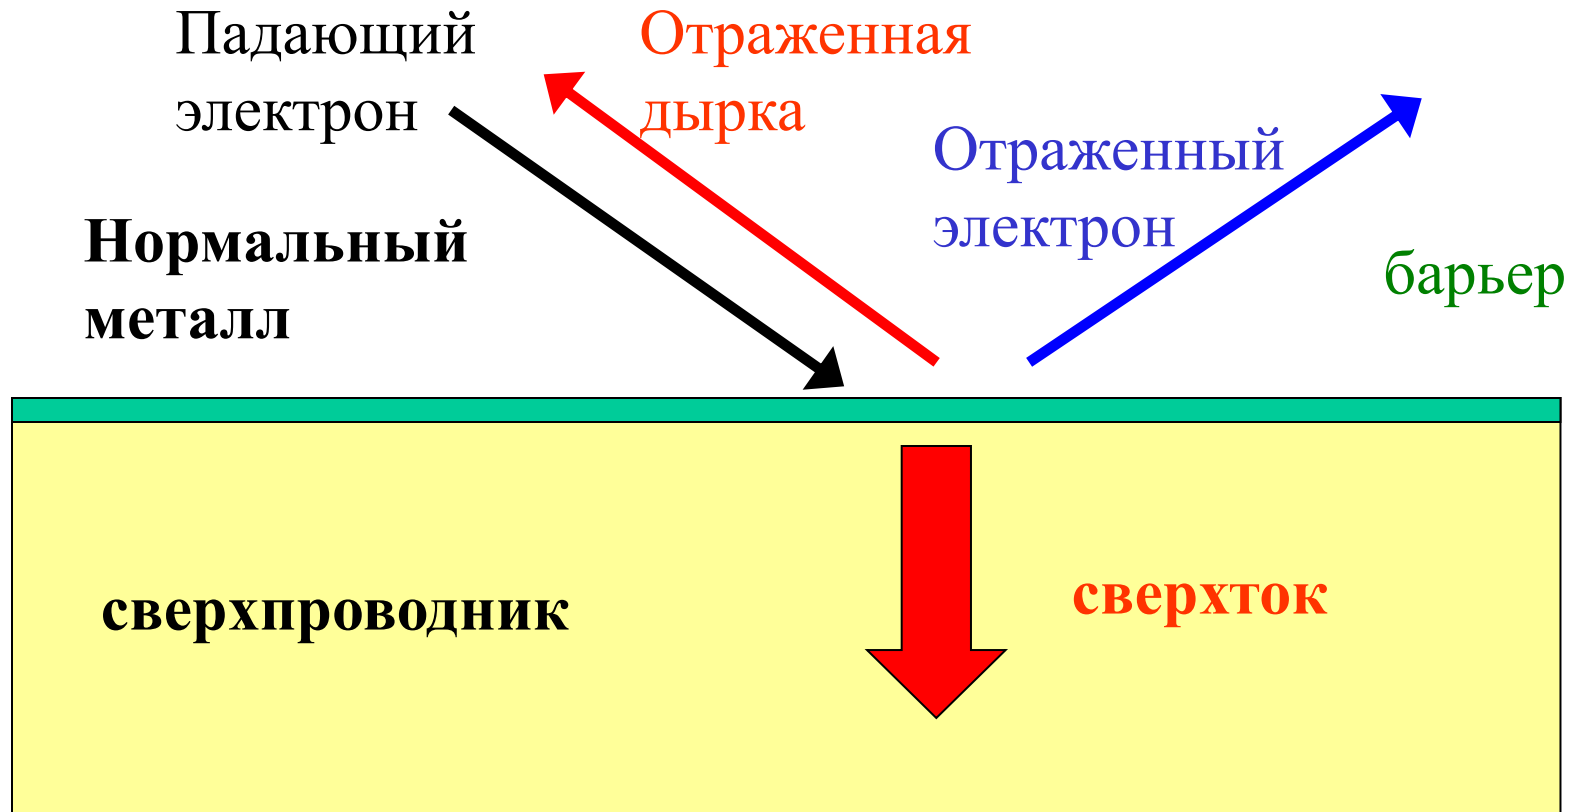 Падающий
электрон
Отраженная
дырка
Отраженный
электрон
Нормальный
металл
барьер
сверхпроводник
сверхток